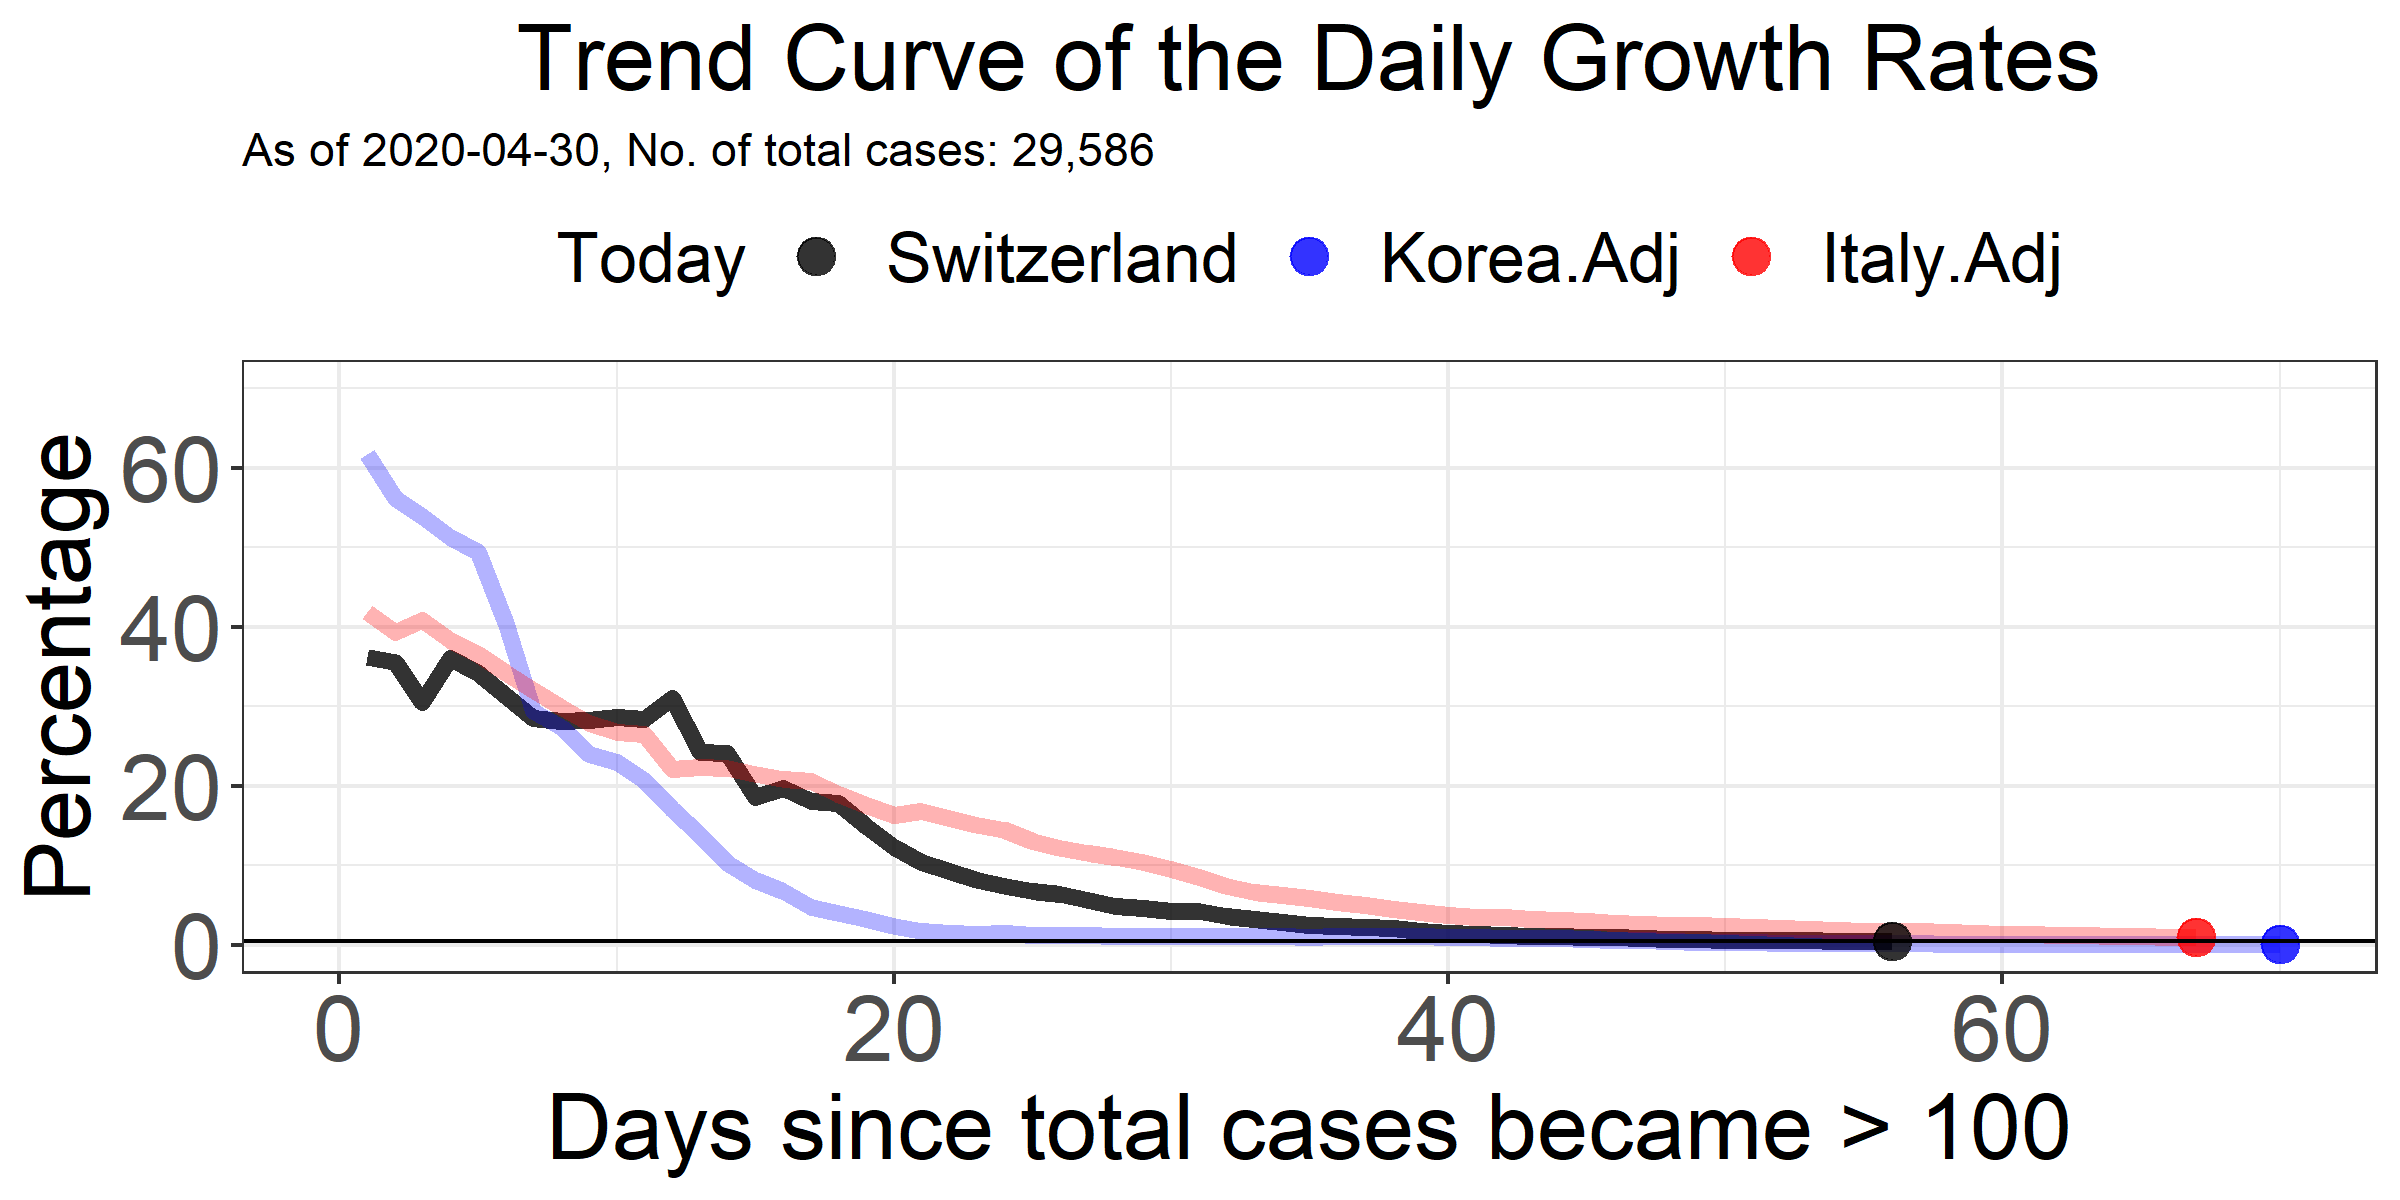 Trend Curve of the Daily Growth Rates
As of 2020-04-30, No. of total cases: 29,586
Today Switzerland Korea.Adj Italy.Adj
Percentage
60
40
20
0
0 20 40 60
Days since total cases became > 100